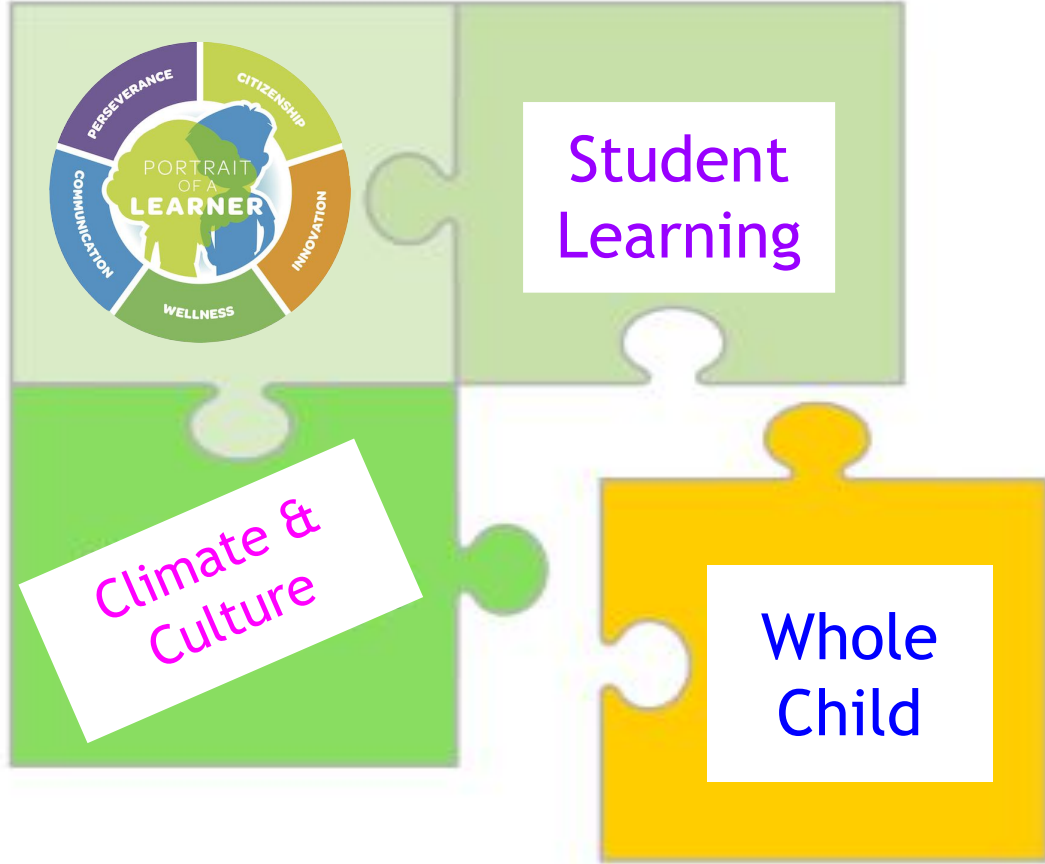 PERSEVERANCE
CITIZENSHIP
COMMUNICATION
INNOVATION
WELLNESS
PORTRAIT
OF A
LEARNER
Student
Learning
Climate &
Culture
Whole
Child